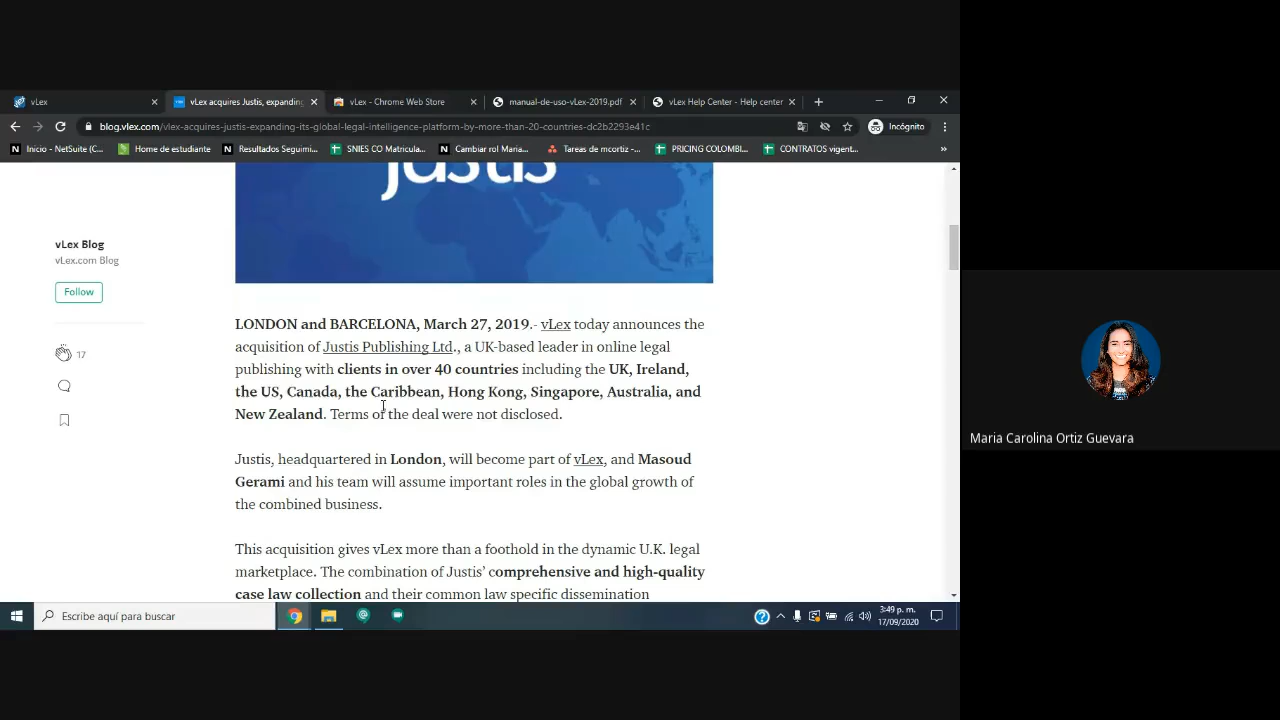 vLex
vLex acquires Justis, expanding
vLex - Chrome Web Store
manual-de-uso-vLex-2019.pdf
vLex Help Center - Help center
blog.vlex.com/vlex-acquires-justis-expanding-its-global-legal-intelligence-platform-by-more-than-20-countries-dc2b2293e41c
Incógnito
Inicio - NetSuite (C...
Home de estudiante
Resultados Seguimi...
SNIES CO Matricula...
Cambiar rol Maria...
Tareas de mcortiz -...
PRICING COLOMBI...
CONTRATOS vigent...
»
justis
vLex Blog
vLex.com Blog
Follow
17
LONDON and BARCELONA, March 27, 2019.- vLex today announces the
acquisition of Justis Publishing Ltd., a UK-based leader in online legal
publishing with clients in over 40 countries including the UK, Ireland,
the US, Canada, the Caribbean, Hong Kong, Singapore, Australia, and
New Zealand. Terms of the deal were not disclosed.
Justis, headquartered in London, will become part of vLex, and Masoud
Gerami and his team will assume important roles in the global growth of
the combined business.
This acquisition gives vLex more than a foothold in the dynamic U.K. legal
marketplace. The combination of Justis’ comprehensive and high-quality
case law collection and their common law specific dissemination
Maria Carolina Ortiz Guevara
Escribe aquí para buscar
3:49 p. m.
17/09/2020